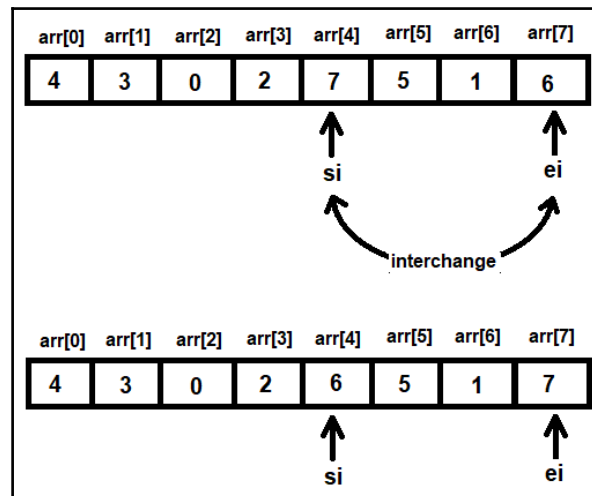 arr[0] arr[1] arr[2] arr[3] arr[4] arr[5] arr[6] arr[7]
4 3 0 2 7 5 1 6
si ei
interchange
arr[0] arr[1] arr[2] arr[3] arr[4] arr[5] arr[6] arr[7]
4 3 0 2 6 5 1 7
si ei